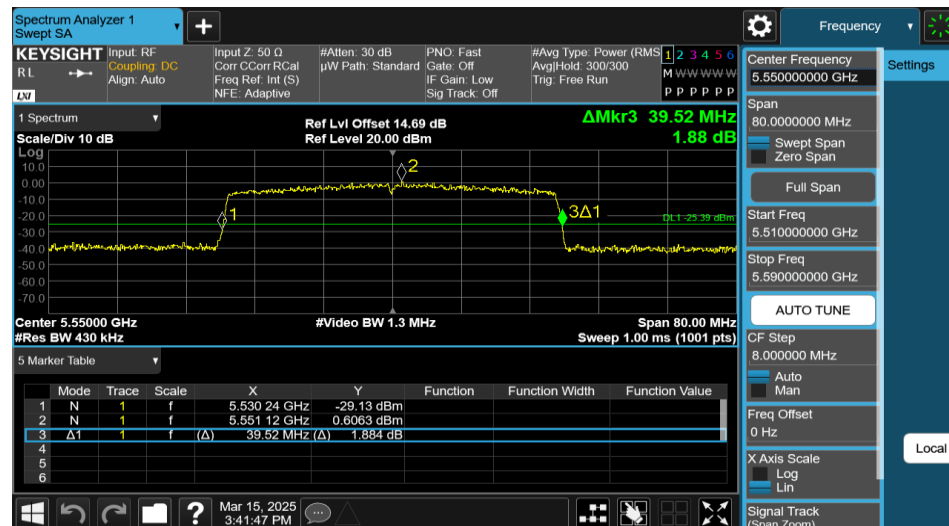 Spectrum Analyzer 1
Swept SA
+
Frequency
KEYSIGHT
RL
LXI
Input: RF
Coupling: DC
Align: Auto
Input Z: 50 Ω
Corr CCorr RCal
Freq Ref: Int (S)
NFE: Adaptive
#Atten: 30 dB
µW Path: Standard
PNO: Fast
Gate: Off
IF Gain: Low
Sig Track: Off
#Avg Type: Power (RMS
Avg|Hold: 300/300
Trig: Free Run
1 2 3 4 5 6
M W W W W W
P P P P P P
1 Spectrum
Scale/Div 10 dB
Ref Lvl Offset 14.69 dB
Ref Level 20.00 dBm
ΔMkr3 39.52 MHz
1.88 dB
Log
10.0
0.00
-10.0
-20.0
-30.0
-40.0
-50.0
-60.0
-70.0
1
2
3Δ1
DL1 -25.39 dBm
Center 5.55000 GHz
#Video BW 1.3 MHz
Span 80.00 MHz
#Res BW 430 kHz
Sweep 1.00 ms (1001 pts)
5 Marker Table
Mode Trace Scale X Y Function Function Width Function Value
1 N 1 f 5.530 24 GHz -29.13 dBm
2 N 1 f 5.551 12 GHz 0.6063 dBm
3 Δ1 1 f (Δ) 39.52 MHz (Δ) 1.884 dB
4
5
6
?
Mar 15, 2025
3:41:47 PM
Center Frequency
5.550000000 GHz
Span
80.0000000 MHz
Swept Span
Zero Span
Full Span
Start Freq
5.510000000 GHz
Stop Freq
5.590000000 GHz
AUTO TUNE
CF Step
8.000000 MHz
Auto
Man
Freq Offset
0 Hz
X Axis Scale
Log
Lin
Signal Track
(Span Zoom)
Settings
Local